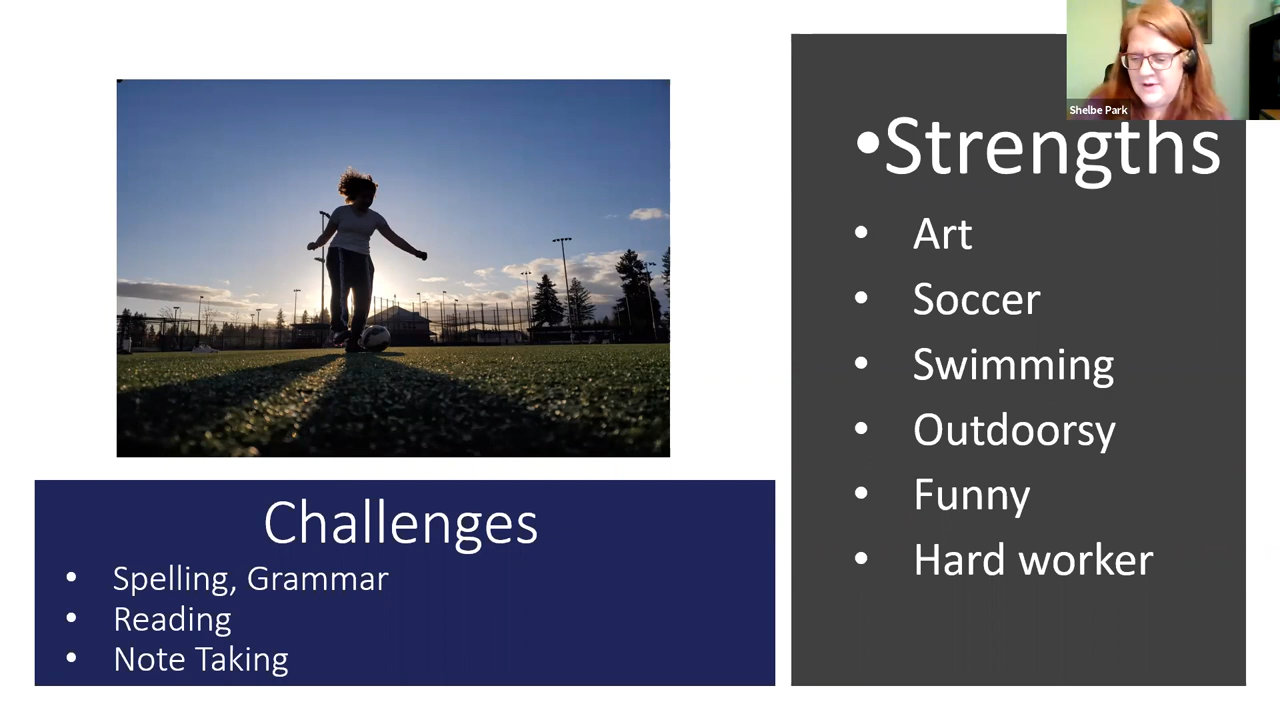 Shelbe Park
•Strengths
• Art
• Soccer
• Swimming
• Outdoorsy
• Funny
• Hard worker
Challenges
• Spelling, Grammar
• Reading
• Note Taking